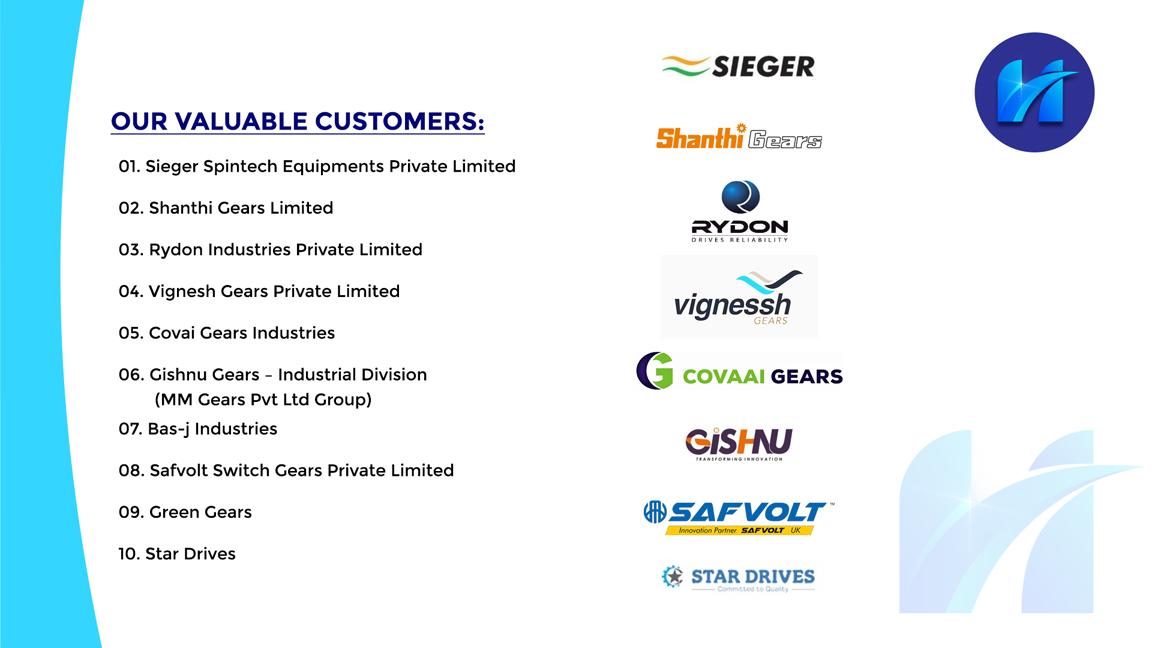 OUR VALUABLE CUSTOMERS:
01. Sieger Spintech Equipments Private Limited
02. Shanthi Gears Limited
03. Rydon Industries Private Limited
04. Vignesh Gears Private Limited
05. Covai Gears Industries
06. Gishnu Gears – Industrial Division
(MM Gears Pvt Ltd Group)
07. Bas-j Industries
08. Safvolt Switch Gears Private Limited
09. Green Gears
10. Star Drives
SIEGER
Shanthi Gears
RYDON
DRIVES RELIABILITY
vignessh
GEARS
COVAAI GEARS
GISHNU
TRANSFORMING INNOVATION
SAFVOLT™
Innovation Partner SAFVOLT UK
STAR DRIVES
Committed to Quality